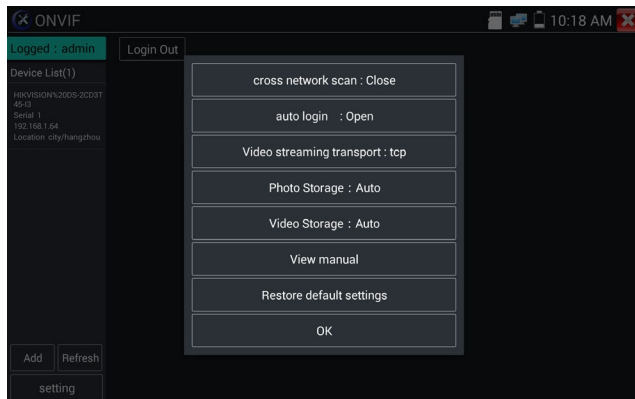 ONVIF
10:18 AM
Logged : admin
Login Out
Device List(1)
HIKVISION%20DS-2CD3T
45-I3
Serial 1
192.168.1.64
Location city/hangzhou
cross network scan : Close
auto login : Open
Video streaming transport : tcp
Photo Storage : Auto
Video Storage : Auto
View manual
Restore default settings
OK
Add
Refresh
setting